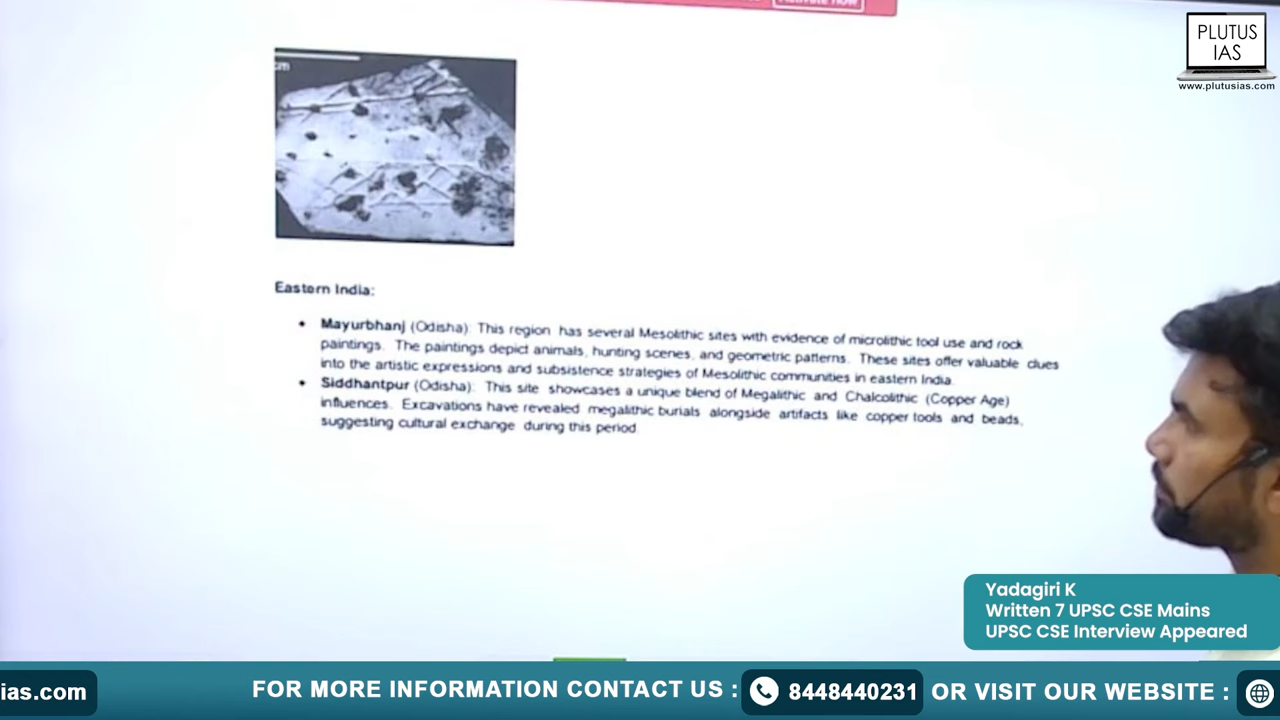 PLUTUS
IAS
www.plutusias.com
cm
Eastern India:
• Mayurbhanj (Odisha): This region has several Mesolithic sites with evidence of microlithic tool use and rock
paintings. The paintings depict animals, hunting scenes, and geometric patterns. These sites offer valuable clues
into the artistic expressions and subsistence strategies of Mesolithic communities in eastern India.
• Siddhantpur (Odisha): This site showcases a unique blend of Megalithic and Chalcolithic (Copper Age)
influences. Excavations have revealed megalithic burials alongside artifacts like copper tools and beads,
suggesting cultural exchange during this period.
Yadagiri K
Written 7 UPSC CSE Mains
UPSC CSE Interview Appeared
ias.com
FOR MORE INFORMATION CONTACT US : 8448440231 OR VISIT OUR WEBSITE :